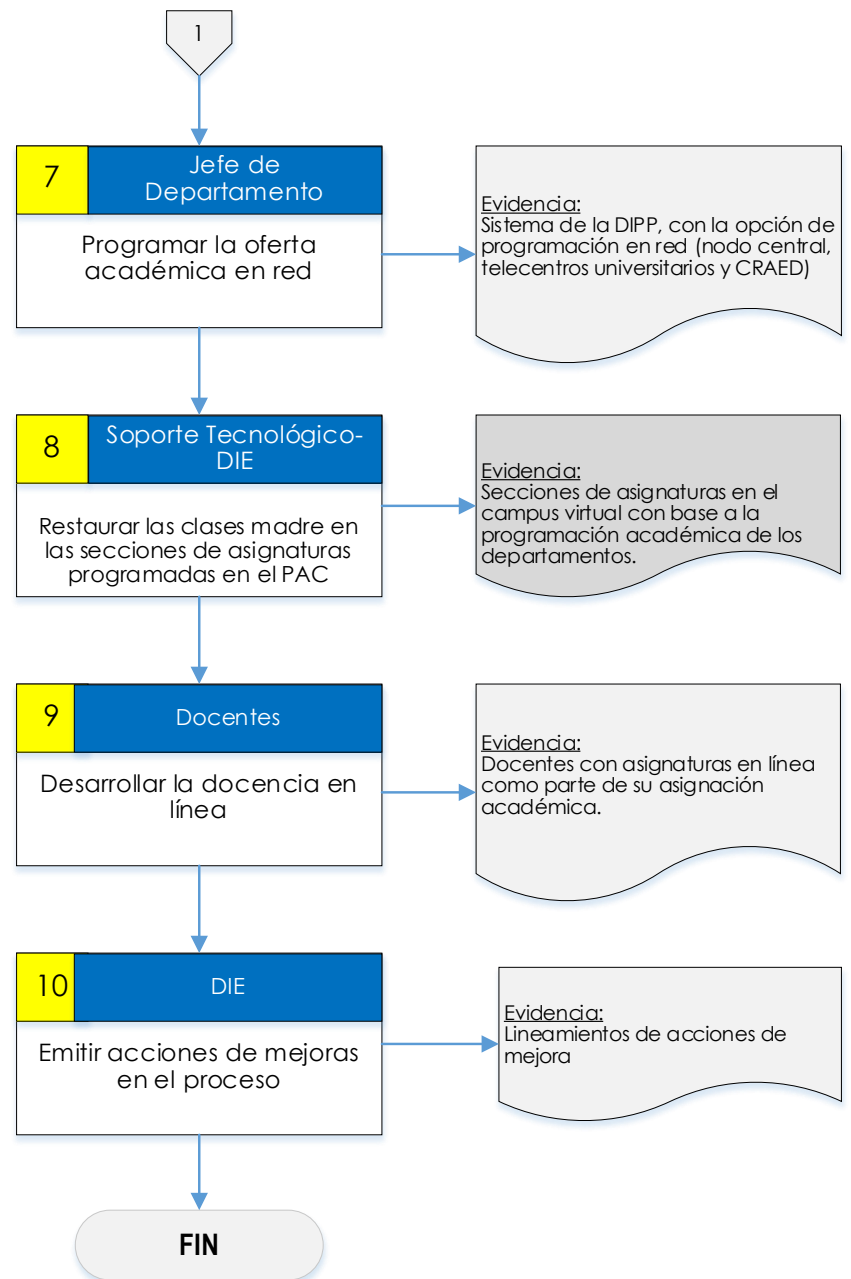 1
7
Jefe de
Departamento
Programar la oferta
académica en red
Evidencia:
Sistema de la DIPP, con la opción de
programación en red (nodo central,
telecentros universitarios y CRAED)
8
Soporte Tecnológico-
DIE
Restaurar las clases madre en
las secciones de asignaturas
programadas en el PAC
Evidencia:
Secciones de asignaturas en el
campus virtual con base a la
programación académica de los
departamentos.
9
Docentes
Desarrollar la docencia en
línea
Evidencia:
Docentes con asignaturas en línea
como parte de su asignación
académica.
10
DIE
Emitir acciones de mejoras
en el proceso
Evidencia:
Lineamientos de acciones de
mejora
FIN